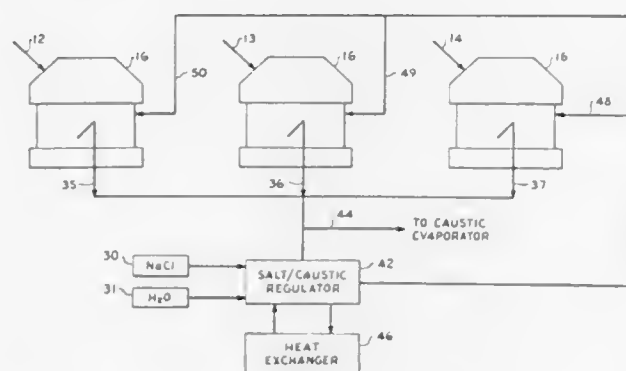 12
16
13
16
14
16
50
49
48
35
36
37
44
TO CAUSTIC
EVAPORATOR
30
NaCl
SALT/CAUSTIC
REGULATOR
42
31
H2O
HEAT
EXCHANGER
46